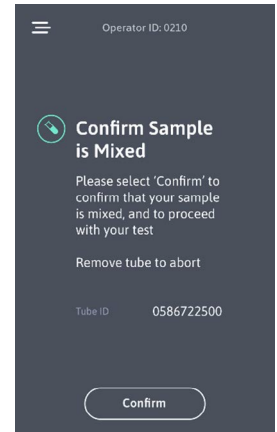 Operator ID: 0210
Confirm Sample
is Mixed
Please select 'Confirm' to
confirm that your sample
is mixed, and to proceed
with your test
Remove tube to abort
Tube ID 0586722500
Confirm